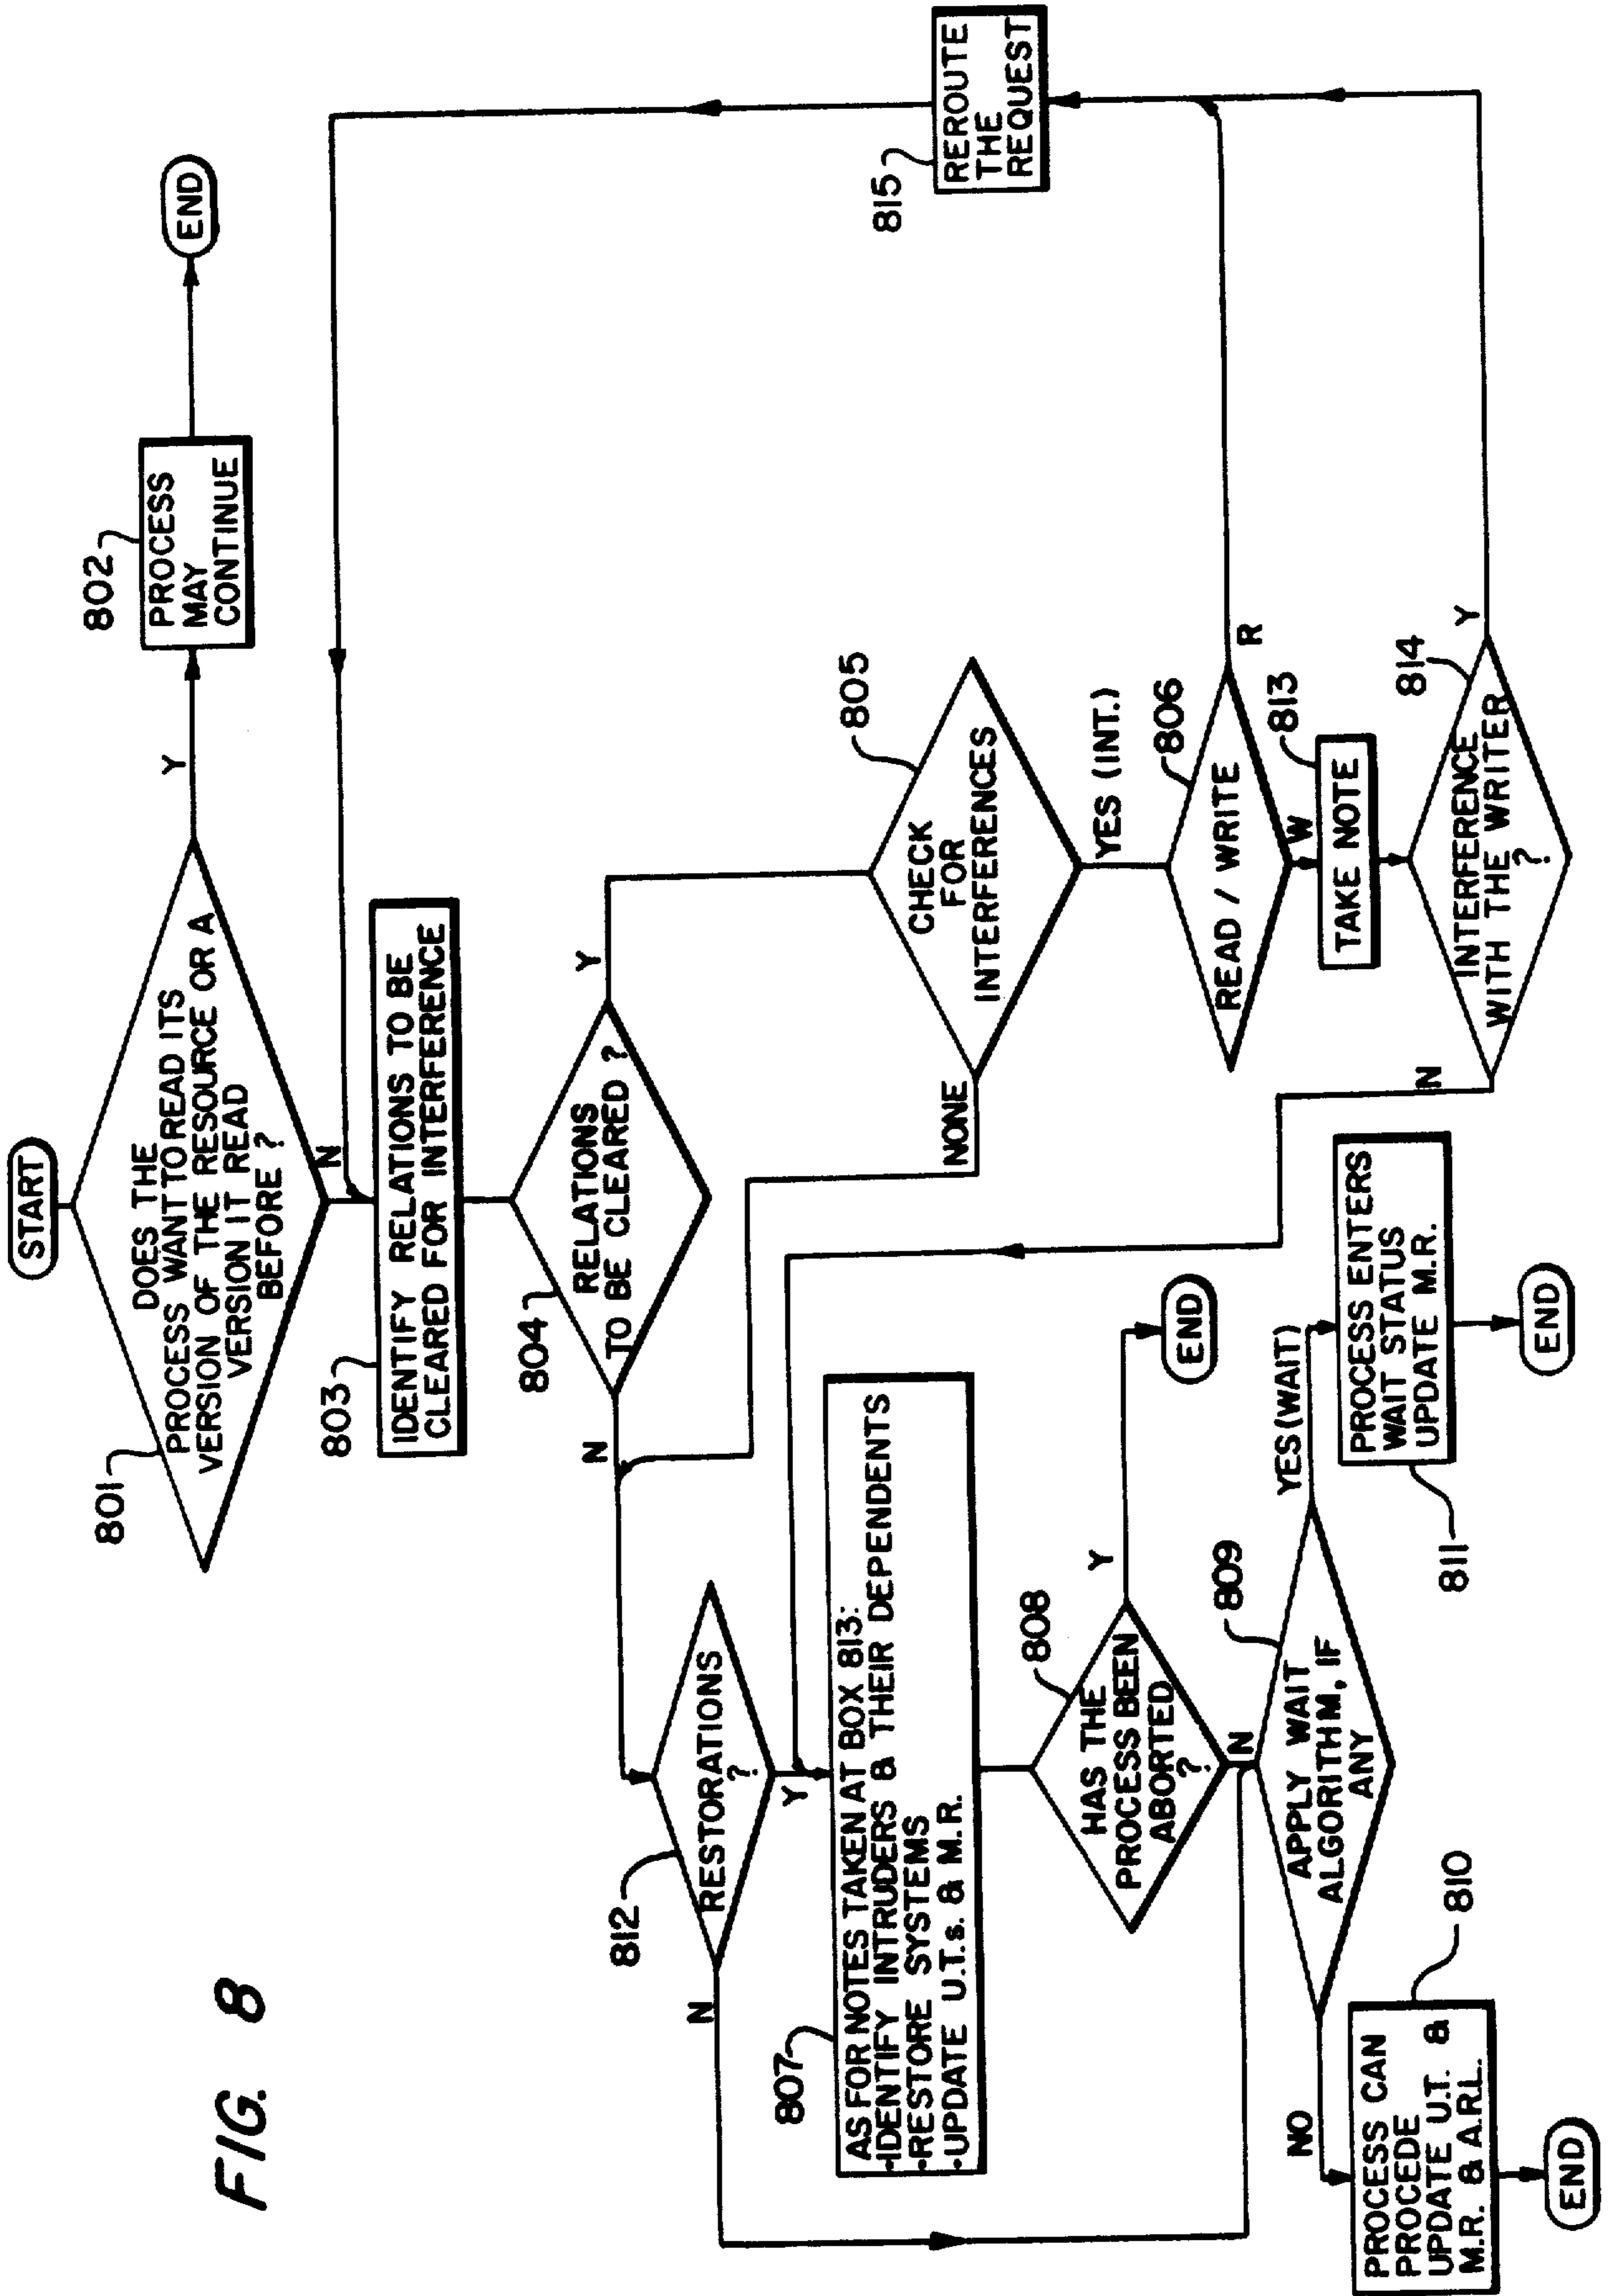 FIG. 8
START
801
DOES THE
PROCESS WANT TO READ ITS
VERSION OF THE RESOURCE OR A
VERSION IT READ
BEFORE ?
Y
802
PROCESS
MAY
CONTINUE
END
N
803
IDENTIFY RELATIONS TO BE
CLEARED FOR INTERFERENCE
804
RELATIONS
TO BE CLEARED ?
N
Y
805
CHECK
FOR
INTERFERENCES
NONE
YES (INT.)
806
READ / WRITE
R
W
813
TAKE NOTE
814
INTERFERENCE
WITH THE WRITER
?
N
Y
815
REROUTE
THE
REQUEST
812
RESTORATIONS
?
N
Y
807
AS FOR NOTES TAKEN AT BOX 813:
•IDENTIFY INTRUDERS & THEIR DEPENDENTS
•RESTORE SYSTEMS
•UPDATE U.T.s. & M.R.
808
HAS THE
PROCESS BEEN
ABORTED
?
Y
END
N
809
APPLY WAIT
ALGORITHM, IF
ANY
NO
YES (WAIT)
810
PROCESS CAN
PROCEDE
UPDATE U.T. &
M.R. & A.RL.
END
811
PROCESS ENTERS
WAIT STATUS
UPDATE M.R.
END